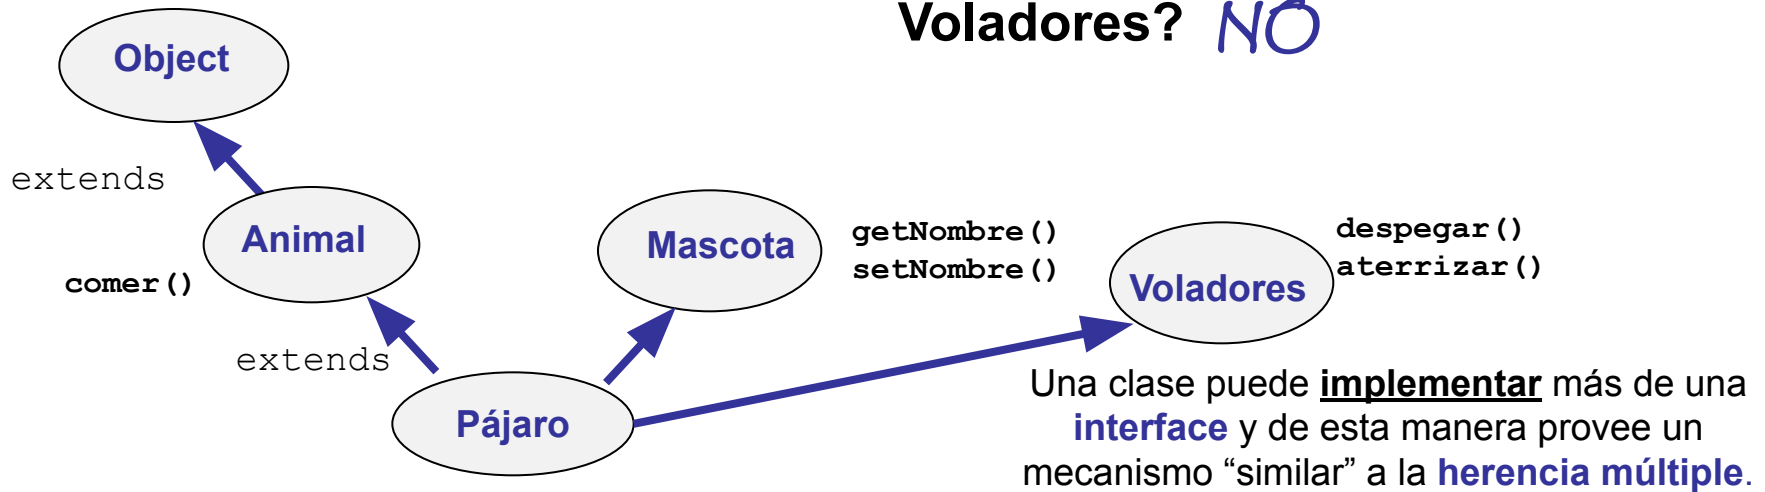 Voladores? NO
Object
extends
Animal
comer()
Mascota
getNombre()
setNombre()
Voladores
despegar()
aterrizar()
extends
Pájaro
Una clase puede implementar más de una
interface y de esta manera provee un
mecanismo “similar” a la herencia múltiple.